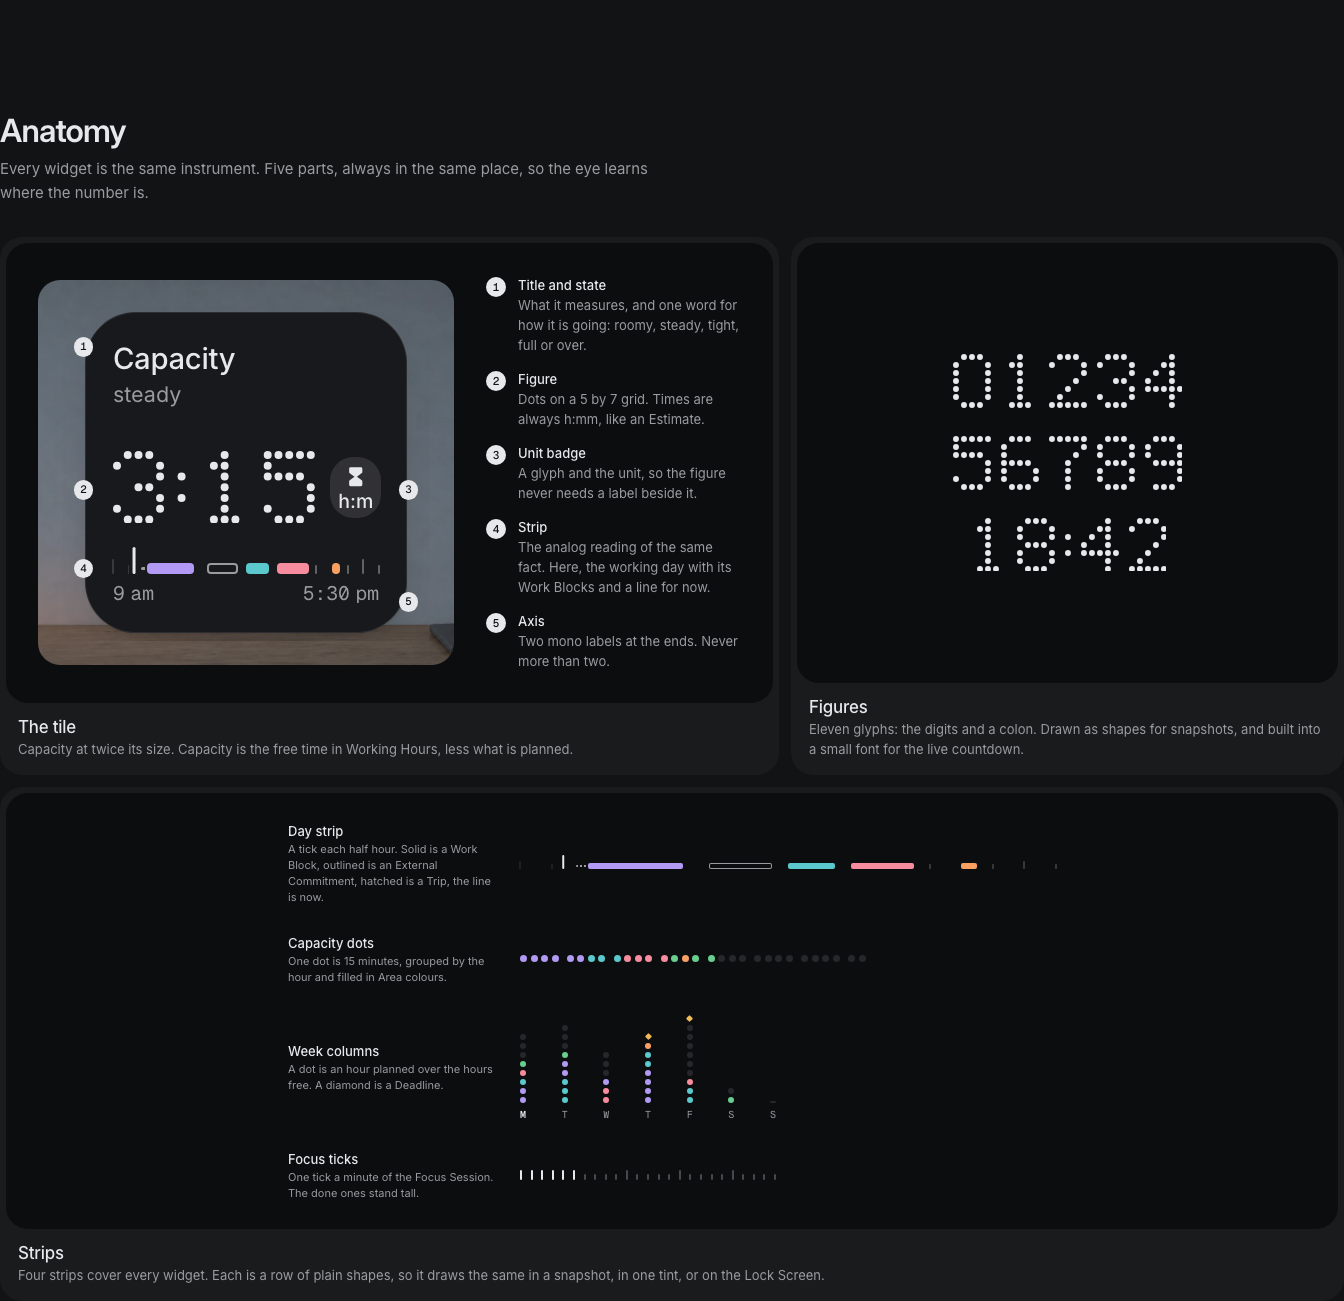 Anatomy
Every widget is the same instrument. Five parts, always in the same place, so the eye learns
where the number is.
1
Capacity
steady
2
3:15
h:m
3
4
9 am
5:30 pm
5
1
Title and state
What it measures, and one word for
how it is going: roomy, steady, tight,
full or over.
2
Figure
Dots on a 5 by 7 grid. Times are
always h:mm, like an Estimate.
3
Unit badge
A glyph and the unit, so the figure
never needs a label beside it.
4
Strip
The analog reading of the same
fact. Here, the working day with its
Work Blocks and a line for now.
5
Axis
Two mono labels at the ends. Never
more than two.
The tile
Capacity at twice its size. Capacity is the free time in Working Hours, less what is planned.
01234
56789
18:42
Figures
Eleven glyphs: the digits and a colon. Drawn as shapes for snapshots, and built into
a small font for the live countdown.
Day strip
A tick each half hour. Solid is a Work
Block, outlined is an External
Commitment, hatched is a Trip, the line
is now.
Capacity dots
One dot is 15 minutes, grouped by the
hour and filled in Area colours.
Week columns
A dot is an hour planned over the hours
free. A diamond is a Deadline.
M T W T F S S
Focus ticks
One tick a minute of the Focus Session.
The done ones stand tall.
Strips
Four strips cover every widget. Each is a row of plain shapes, so it draws the same in a snapshot, in one tint, or on the Lock Screen.